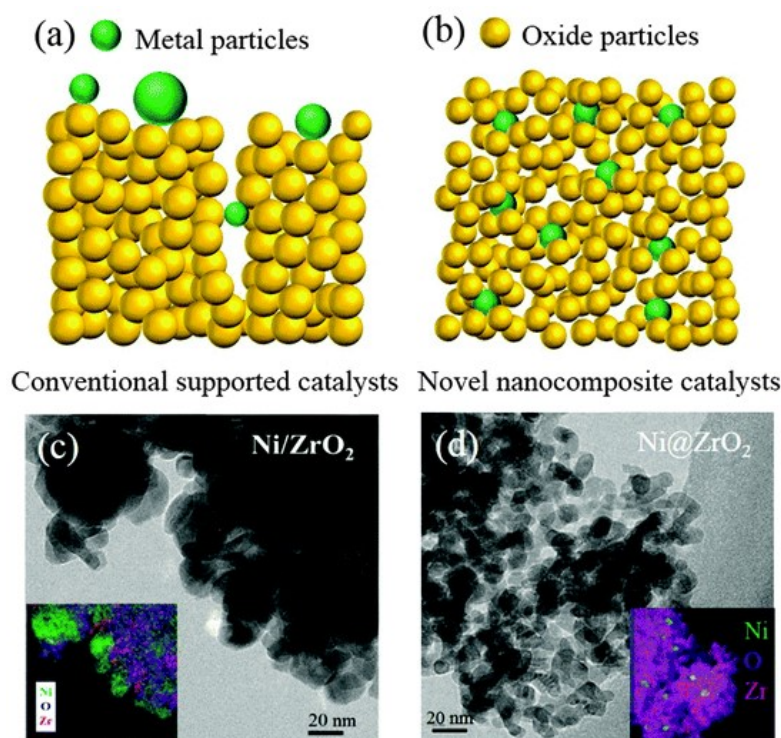 (a) Metal particles
(b) Oxide particles
Conventional supported catalysts
Novel nanocomposite catalysts
(c) Ni/ZrO₂
Ni
O
Zr
20 nm
(d) Ni@ZrO₂
Ni
O
Zr
20 nm